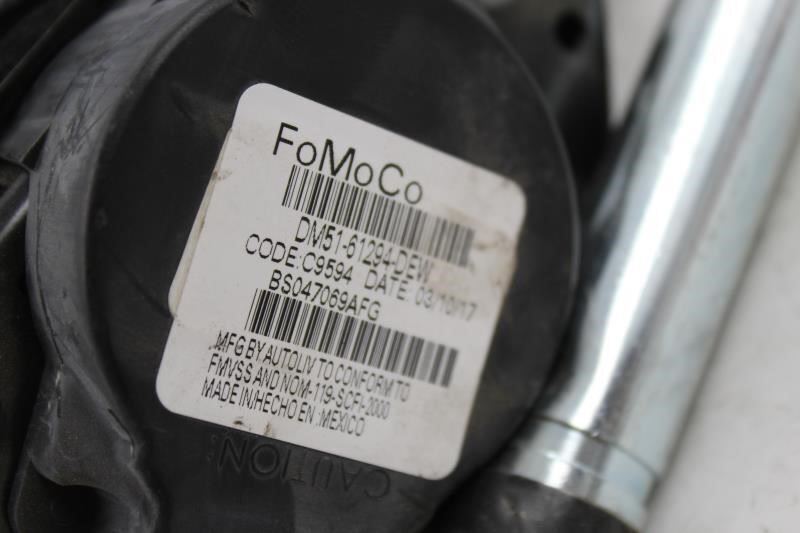 FoMoCo
DM51-61294-DEW
CODE: C9594 DATE: 03/10/17
BS047069AFG
MFG BY AUTOLIV TO CONFORM TO
FMVSS AND NOM-119-SCFI-2000
MADE IN/HECHO EN :MEXICO
CAUTION: